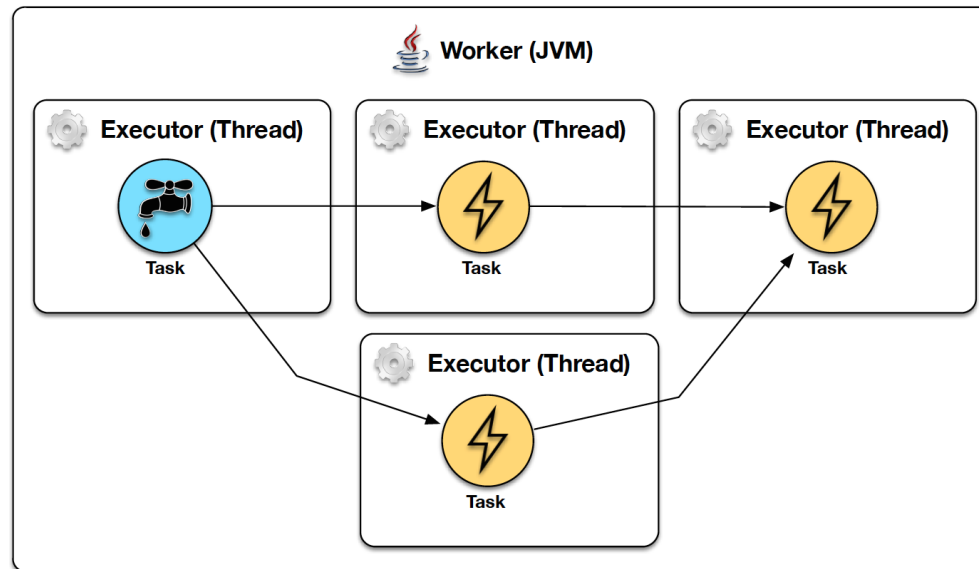 Worker (JVM)
Executor (Thread)
Executor (Thread)
Executor (Thread)
Task
Task
Task
Executor (Thread)
Task